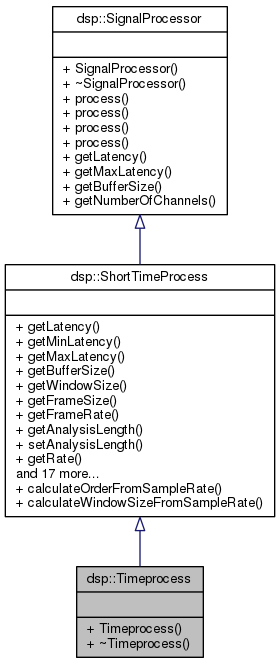 dsp::SignalProcessor
+ SignalProcessor()
+ ~SignalProcessor()
+ process()
+ process()
+ process()
+ process()
+ getLatency()
+ getMaxLatency()
+ getBufferSize()
+ getNumberOfChannels()
dsp::ShortTimeProcess
+ getLatency()
+ getMinLatency()
+ getMaxLatency()
+ getBufferSize()
+ getWindowSize()
+ getFrameSize()
+ getFrameRate()
+ getAnalysisLength()
+ setAnalysisLength()
+ getRate()
and 17 more...
+ calculateOrderFromSampleRate()
+ calculateWindowSizeFromSampleRate()
dsp::Timeprocess
+ Timeprocess()
+ ~Timeprocess()